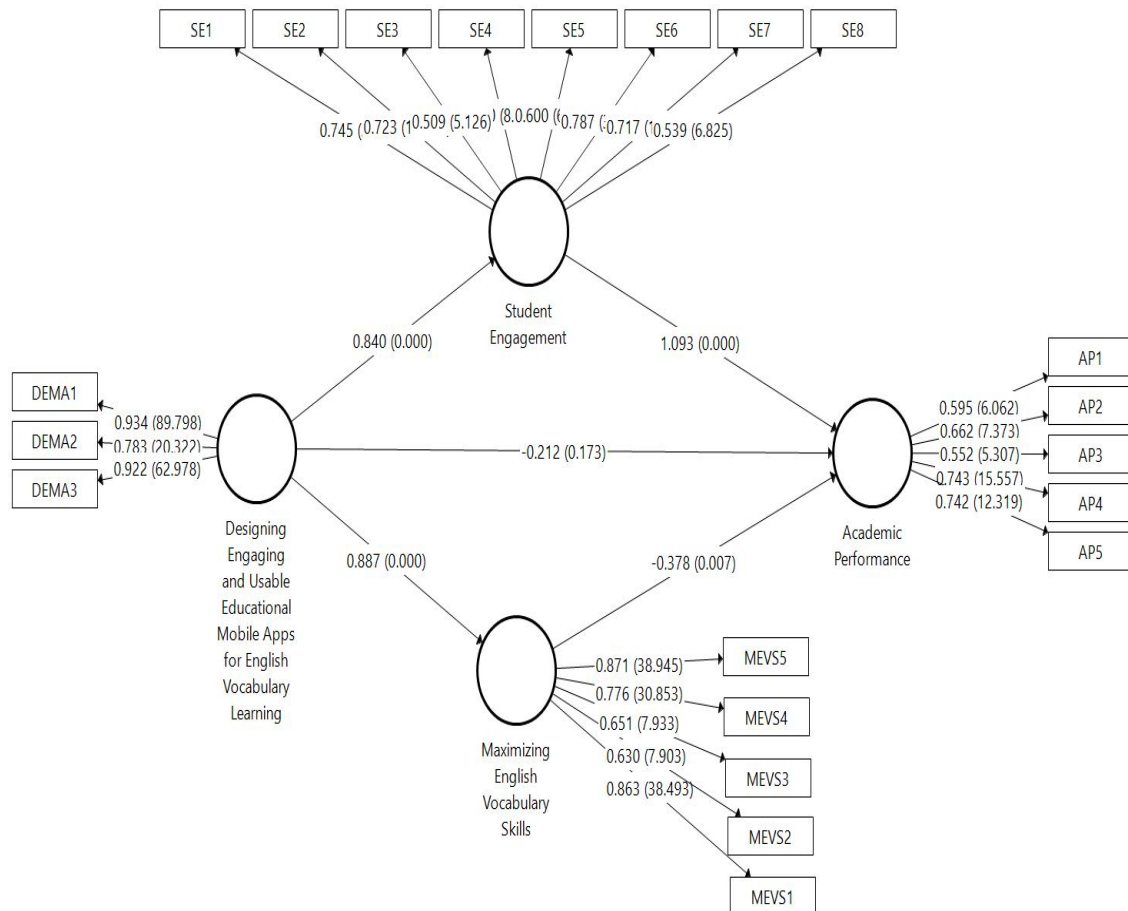 SE1 SE2 SE3 SE4 SE5 SE6 SE7 SE8
0.745 0.723 0.509 (5.126) 0.600 0.787 0.717 0.539 (6.825)
Student
Engagement
0.840 (0.000)
1.093 (0.000)
DEMA1
DEMA2
DEMA3
0.934 (89.798)
0.783 (20.322)
0.922 (62.978)
-0.212 (0.173)
AP1
AP2
AP3
AP4
AP5
0.595 (6.062)
0.662 (7.373)
0.552 (5.307)
0.743 (15.557)
0.742 (12.319)
Designing
Engaging
and Usable
Educational
Mobile Apps
for English
Vocabulary
Learning
Academic
Performance
0.887 (0.000)
-0.378 (0.007)
0.871 (38.945)
0.776 (30.853)
0.651 (7.933)
0.630 (7.903)
0.863 (38.493)
MEVS5
MEVS4
MEVS3
MEVS2
MEVS1
Maximizing
English
Vocabulary
Skills